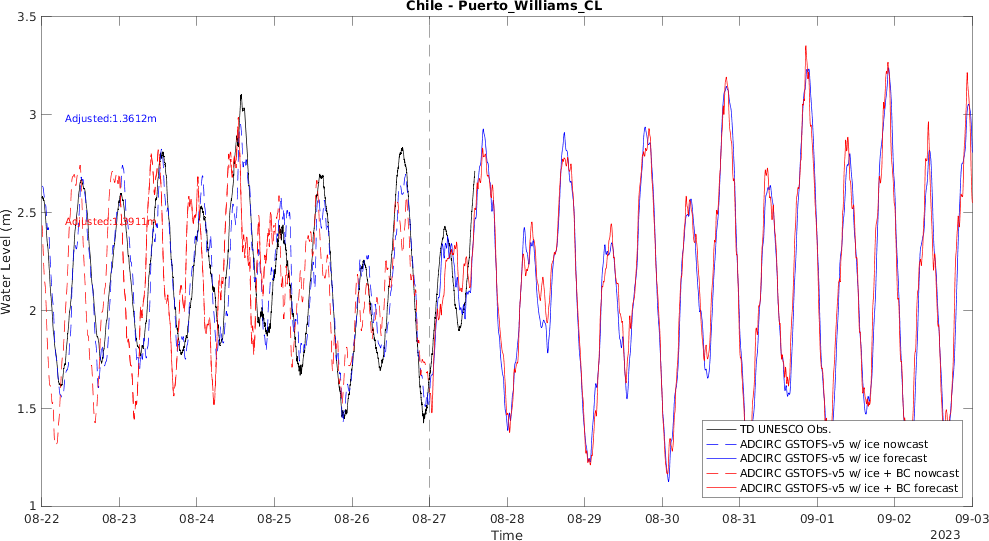 Chile - Puerto_Williams_CL
3.5
3
2.5
2
1.5
1
Water Level (m)
Adjusted:1.3612m
Adjusted:1.3911m
TD UNESCO Obs.
ADCIRC GSTOFS-v5 w/ ice nowcast
ADCIRC GSTOFS-v5 w/ ice forecast
ADCIRC GSTOFS-v5 w/ ice + BC nowcast
ADCIRC GSTOFS-v5 w/ ice + BC forecast
08-22 08-23 08-24 08-25 08-26 08-27 08-28 08-29 08-30 08-31 09-01 09-02 09-03
Time
2023